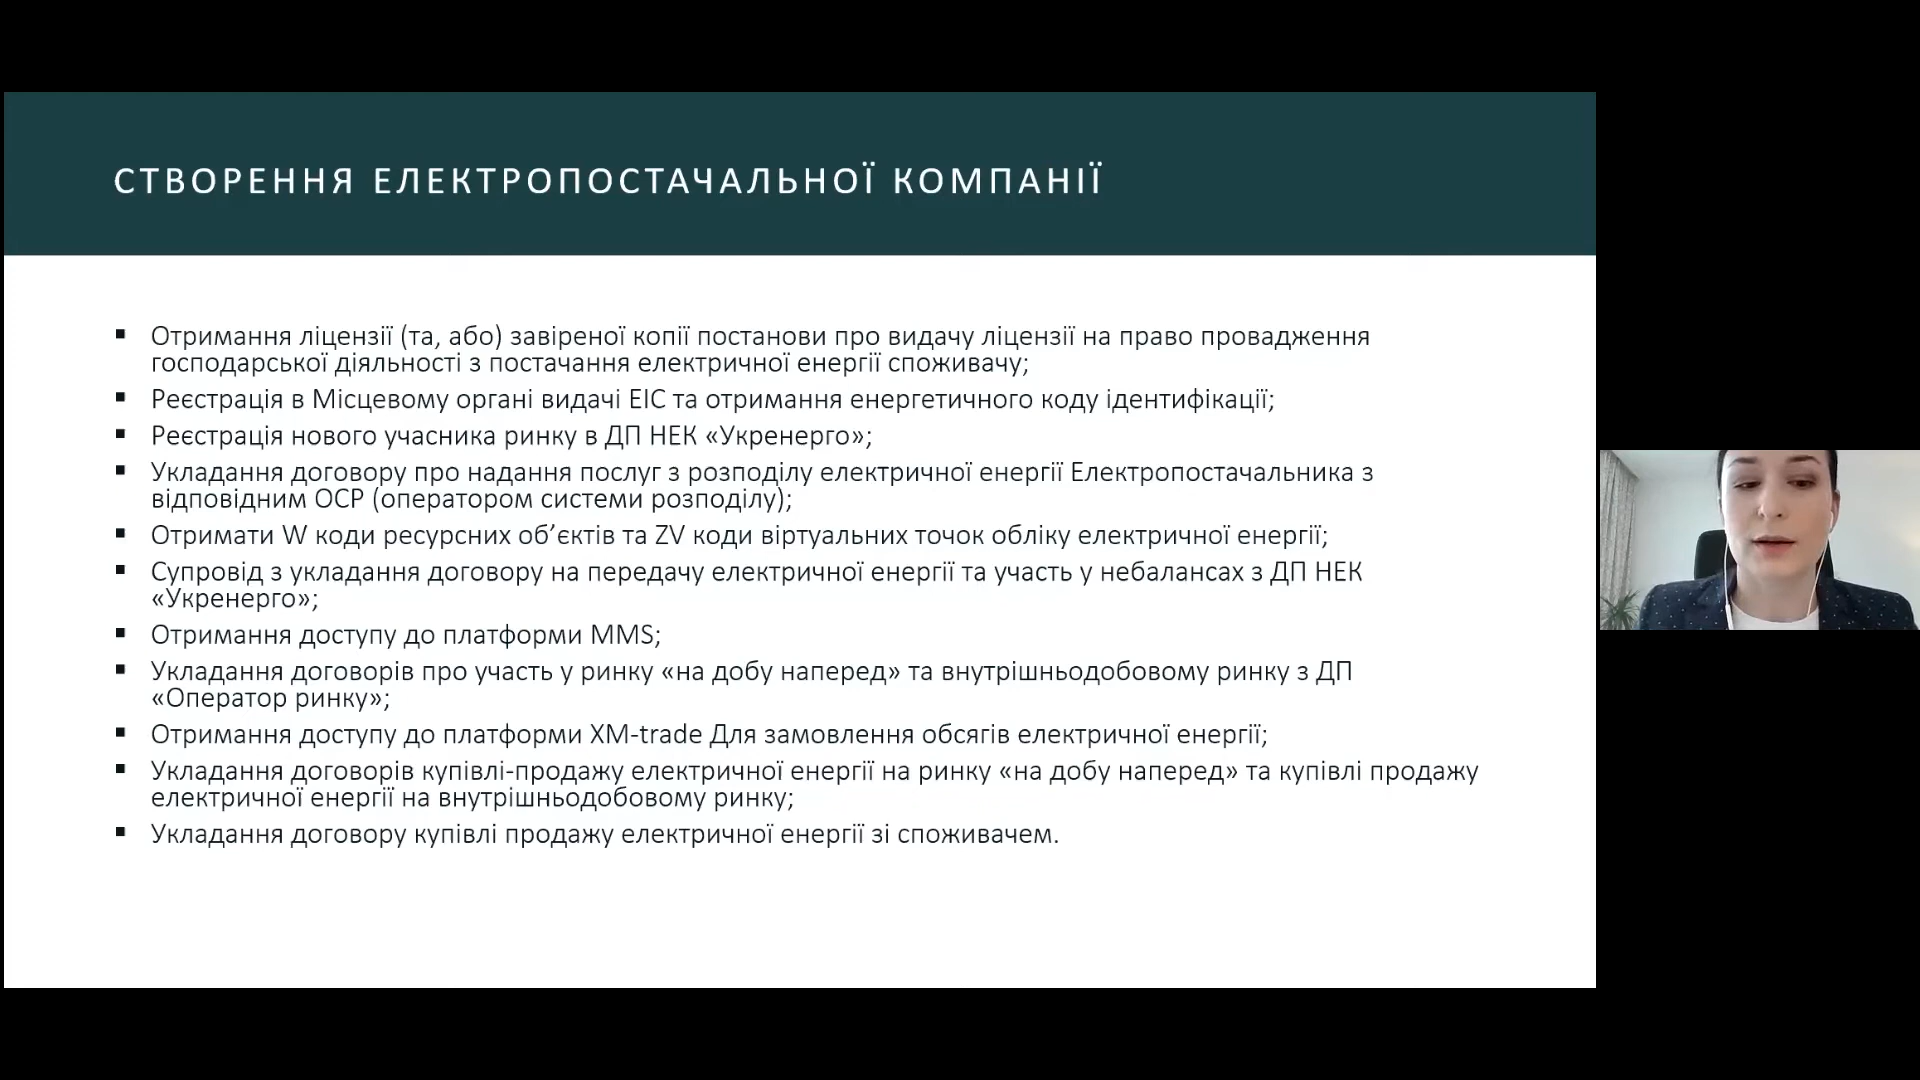 СТВОРЕННЯ ЕЛЕКТРОПОСТАЧАЛЬНОЇ КОМПАНІЇ
▪ Отримання ліцензії (та, або) завіреної копії постанови про видачу ліцензії на право провадження
господарської діяльності з постачання електричної енергії споживачу;
▪ Реєстрація в Місцевому органі видачі ЕІС та отримання енергетичного коду ідентифікації;
▪ Реєстрація нового учасника ринку в ДП НЕК «Укренерго»;
▪ Укладання договору про надання послуг з розподілу електричної енергії Електропостачальника з
відповідним ОСР (оператором системи розподілу);
▪ Отримати W коди ресурсних об’єктів та ZV коди віртуальних точок обліку електричної енергії;
▪ Супровід з укладання договору на передачу електричної енергії та участь у небалансах з ДП НЕК
«Укренерго»;
▪ Отримання доступу до платформи MMS;
▪ Укладання договорів про участь у ринку «на добу наперед» та внутрішньодобовому ринку з ДП
«Оператор ринку»;
▪ Отримання доступу до платформи XM-trade Для замовлення обсягів електричної енергії;
▪ Укладання договорів купівлі-продажу електричної енергії на ринку «на добу наперед» та купівлі продажу
електричної енергії на внутрішньодобовому ринку;
▪ Укладання договору купівлі продажу електричної енергії зі споживачем.